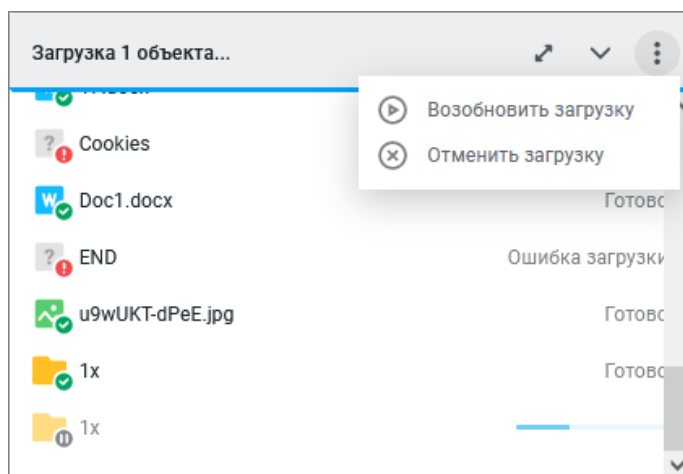 Загрузка 1 объекта...
Возобновить загрузку
Cookies
Отменить загрузку
Doc1.docx Готово
END Ошибка загрузки
u9wUKT-dPeE.jpg Готово
1x Готово
1x